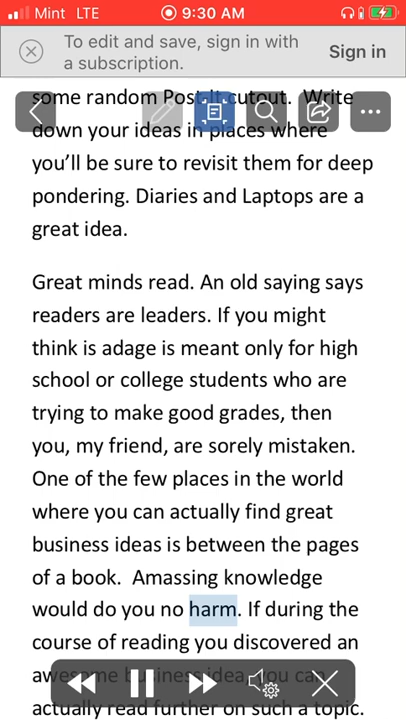 Mint LTE 9:30 AM
To edit and save, sign in with
a subscription.
Sign in
some random Post-It cutout. Write
down your ideas in places where
you'll be sure to revisit them for deep
pondering. Diaries and Laptops are a
great idea.
Great minds read. An old saying says
readers are leaders. If you might
think is adage is meant only for high
school or college students who are
trying to make good grades, then
you, my friend, are sorely mistaken.
One of the few places in the world
where you can actually find great
business ideas is between the pages
of a book. Amassing knowledge
would do you no harm. If during the
course of reading you discovered an
awesome business idea, you can
actually read further on such a topic.